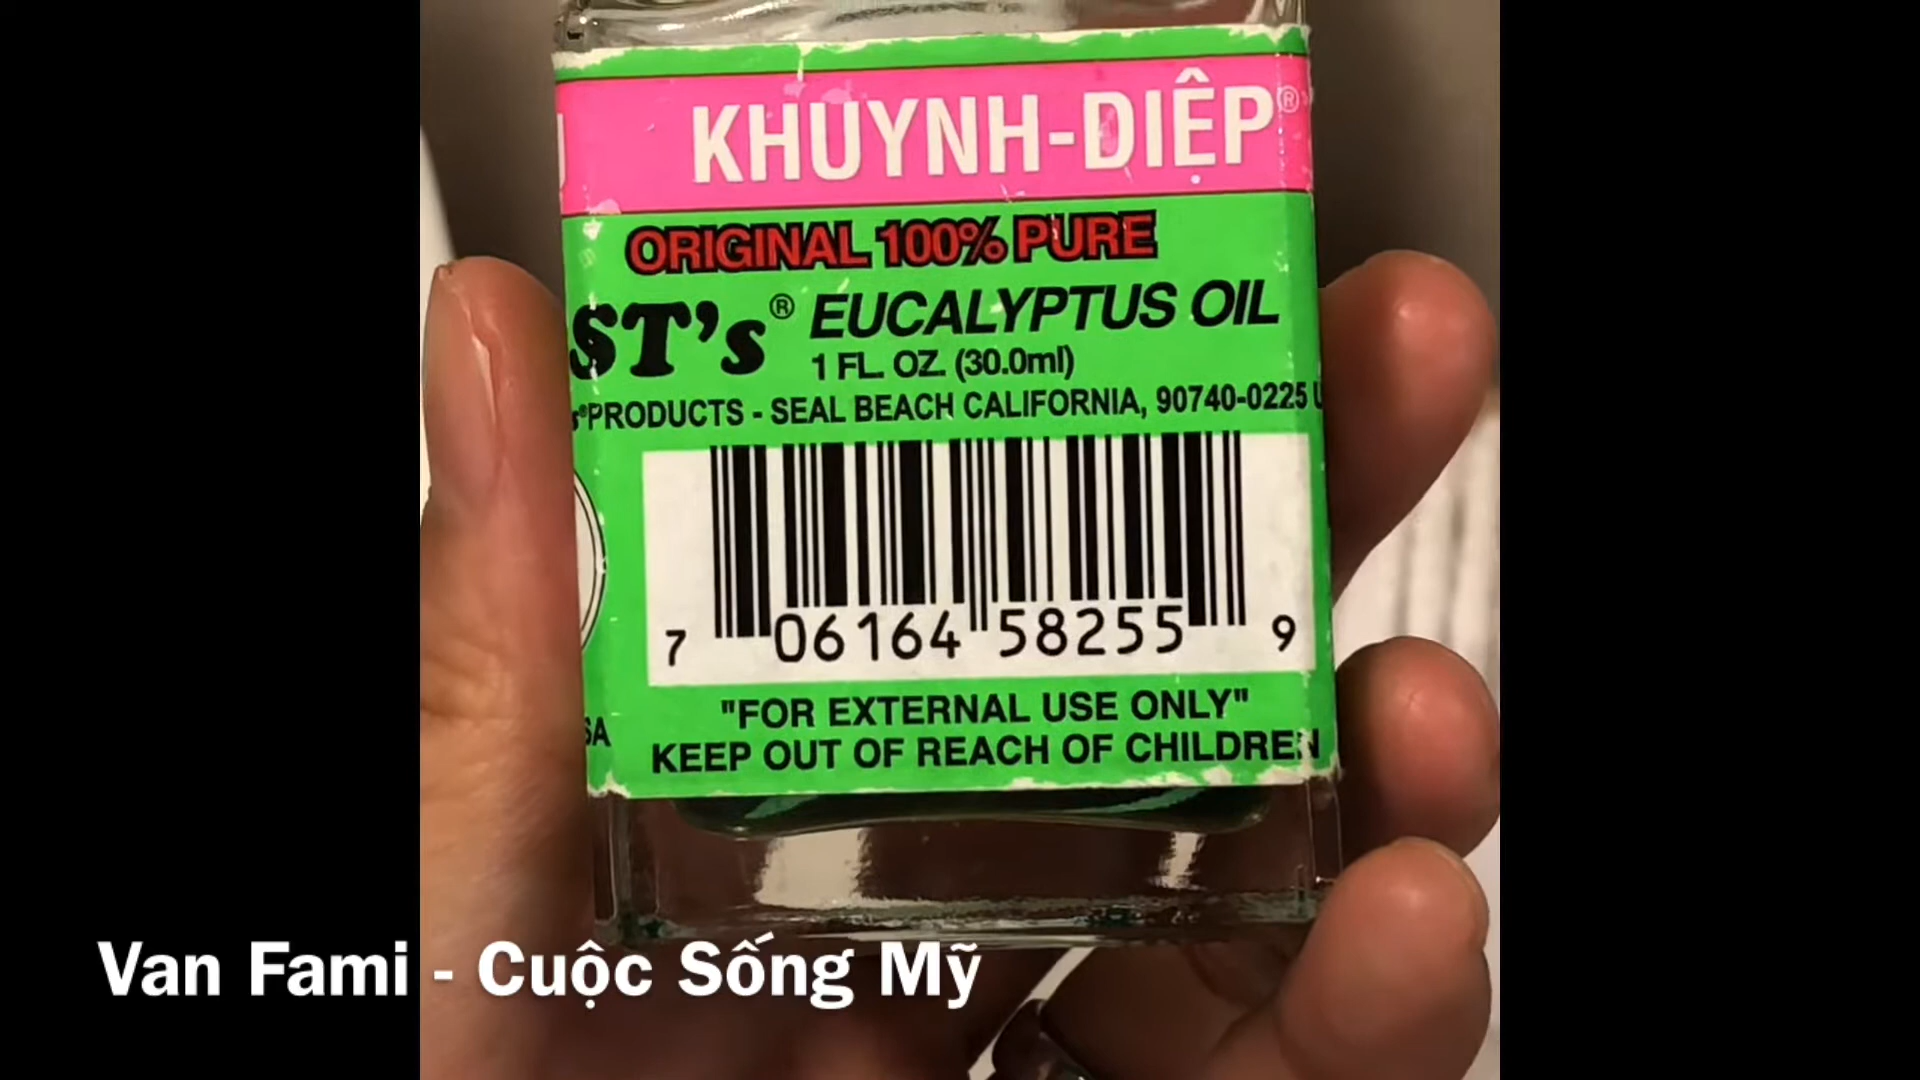 KHUYNH-DIỆP®
ORIGINAL 100% PURE
ST's® EUCALYPTUS OIL
1 FL. OZ. (30.0ml)
s®PRODUCTS - SEAL BEACH CALIFORNIA, 90740-0225 U
7 06164 58255 9
SA
"FOR EXTERNAL USE ONLY"
KEEP OUT OF REACH OF CHILDREN
Van Fami - Cuộc Sống Mỹ